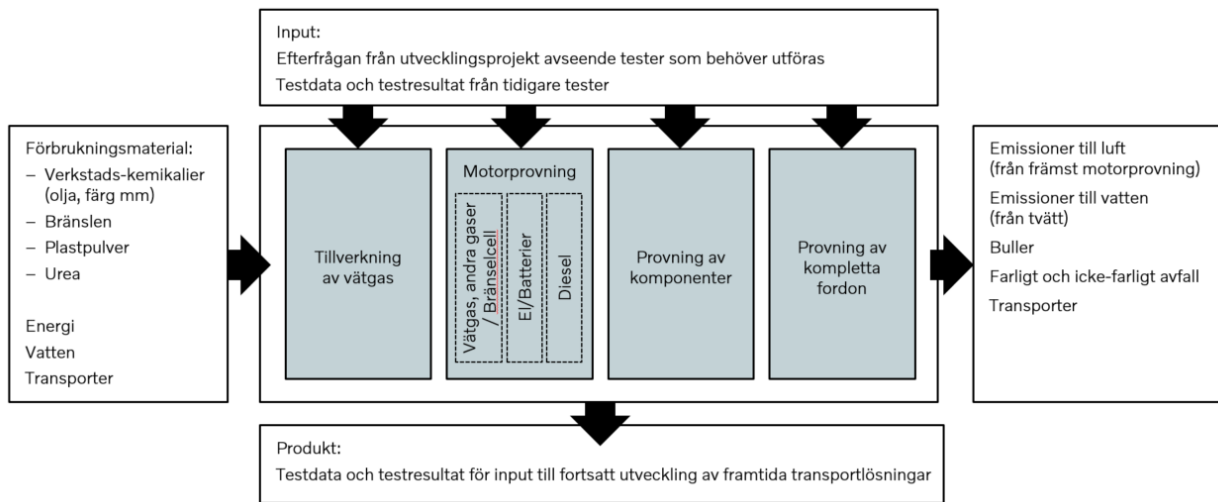 Input:
Efterfrågan från utvecklingsprojekt avseende tester som behöver utföras
Testdata och testresultat från tidigare tester
Förbrukningsmaterial:
– Verkstads-kemikalier
(olja, färg mm)
– Bränslen
– Plastpulver
– Urea
Energi
Vatten
Transporter
Tillverkning
av vätgas
Motorprovning
Vätgas, andra gaser
/ Bränselcell
El/Batterier
Diesel
Provning av
komponenter
Provning av
kompletta
fordon
Emissioner till luft
(från främst motorprovning)
Emissioner till vatten
(från tvätt)
Buller
Farligt och icke-farligt avfall
Transporter
Produkt:
Testdata och testresultat för input till fortsatt utveckling av framtida transportlösningar